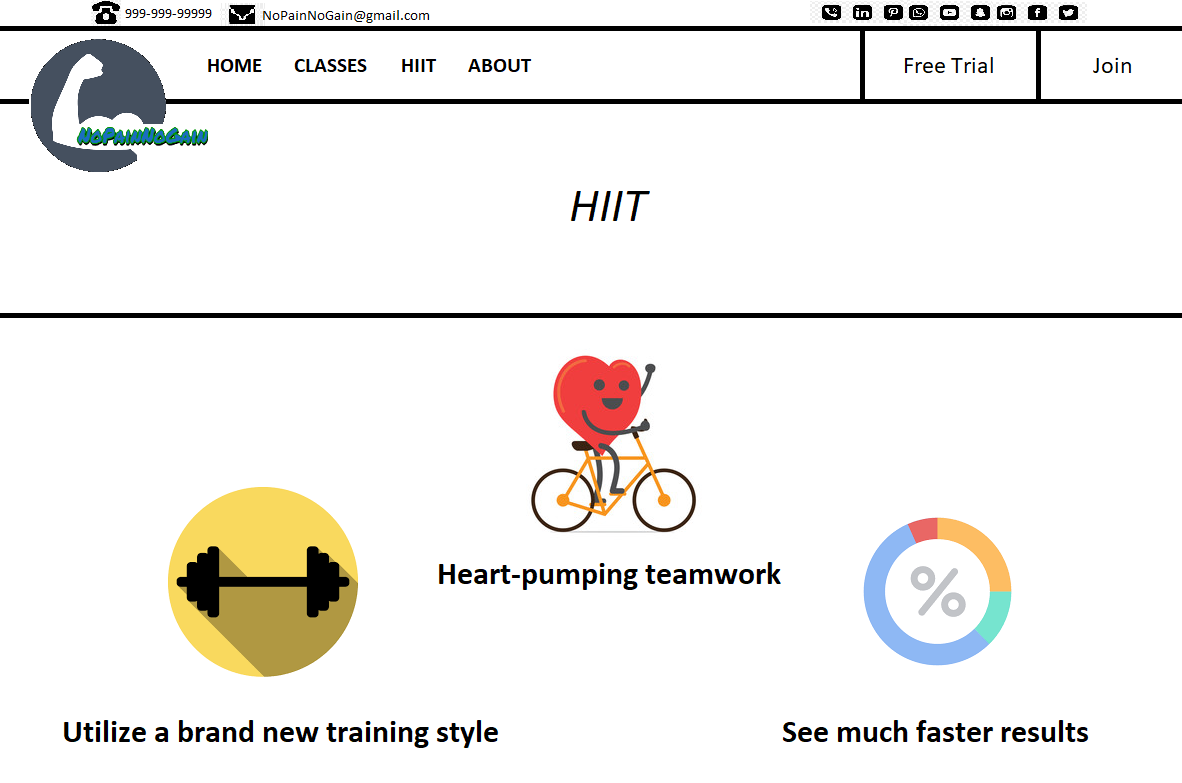 999-999-99999 NoPainNoGain@gmail.com
HOME CLASSES HIIT ABOUT Free Trial Join
NoPainNoGain
HIIT
%
Heart-pumping teamwork
Utilize a brand new training style See much faster results